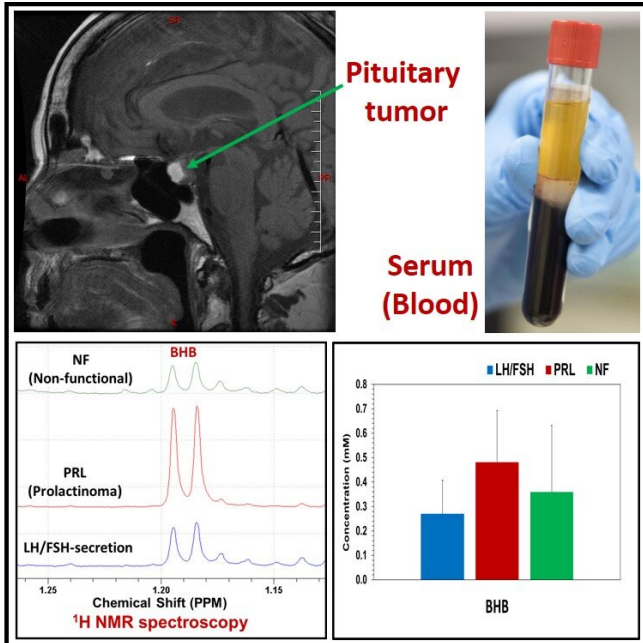 Pituitary
tumor
Serum
(Blood)
NF
(Non-functional)
BHB
PRL
(Prolactinoma)
LH/FSH-secretion
1.25
1.20
1.15
Chemical Shift (PPM)
¹H NMR spectroscopy
LH/FSH PRL NF
Concentration (mM)
0.8
0.7
0.6
0.5
0.4
0.3
0.2
0.1
0.0
BHB